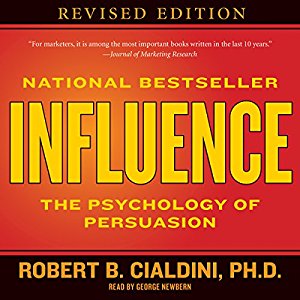 REVISED EDITION
"For marketers, it is among the most important books written in the last 10 years."
—Journal of Marketing Research
NATIONAL BESTSELLER
INFLUENCE
THE PSYCHOLOGY OF
PERSUASION
ROBERT B. CIALDINI, PH.D.
READ BY GEORGE NEWBERN